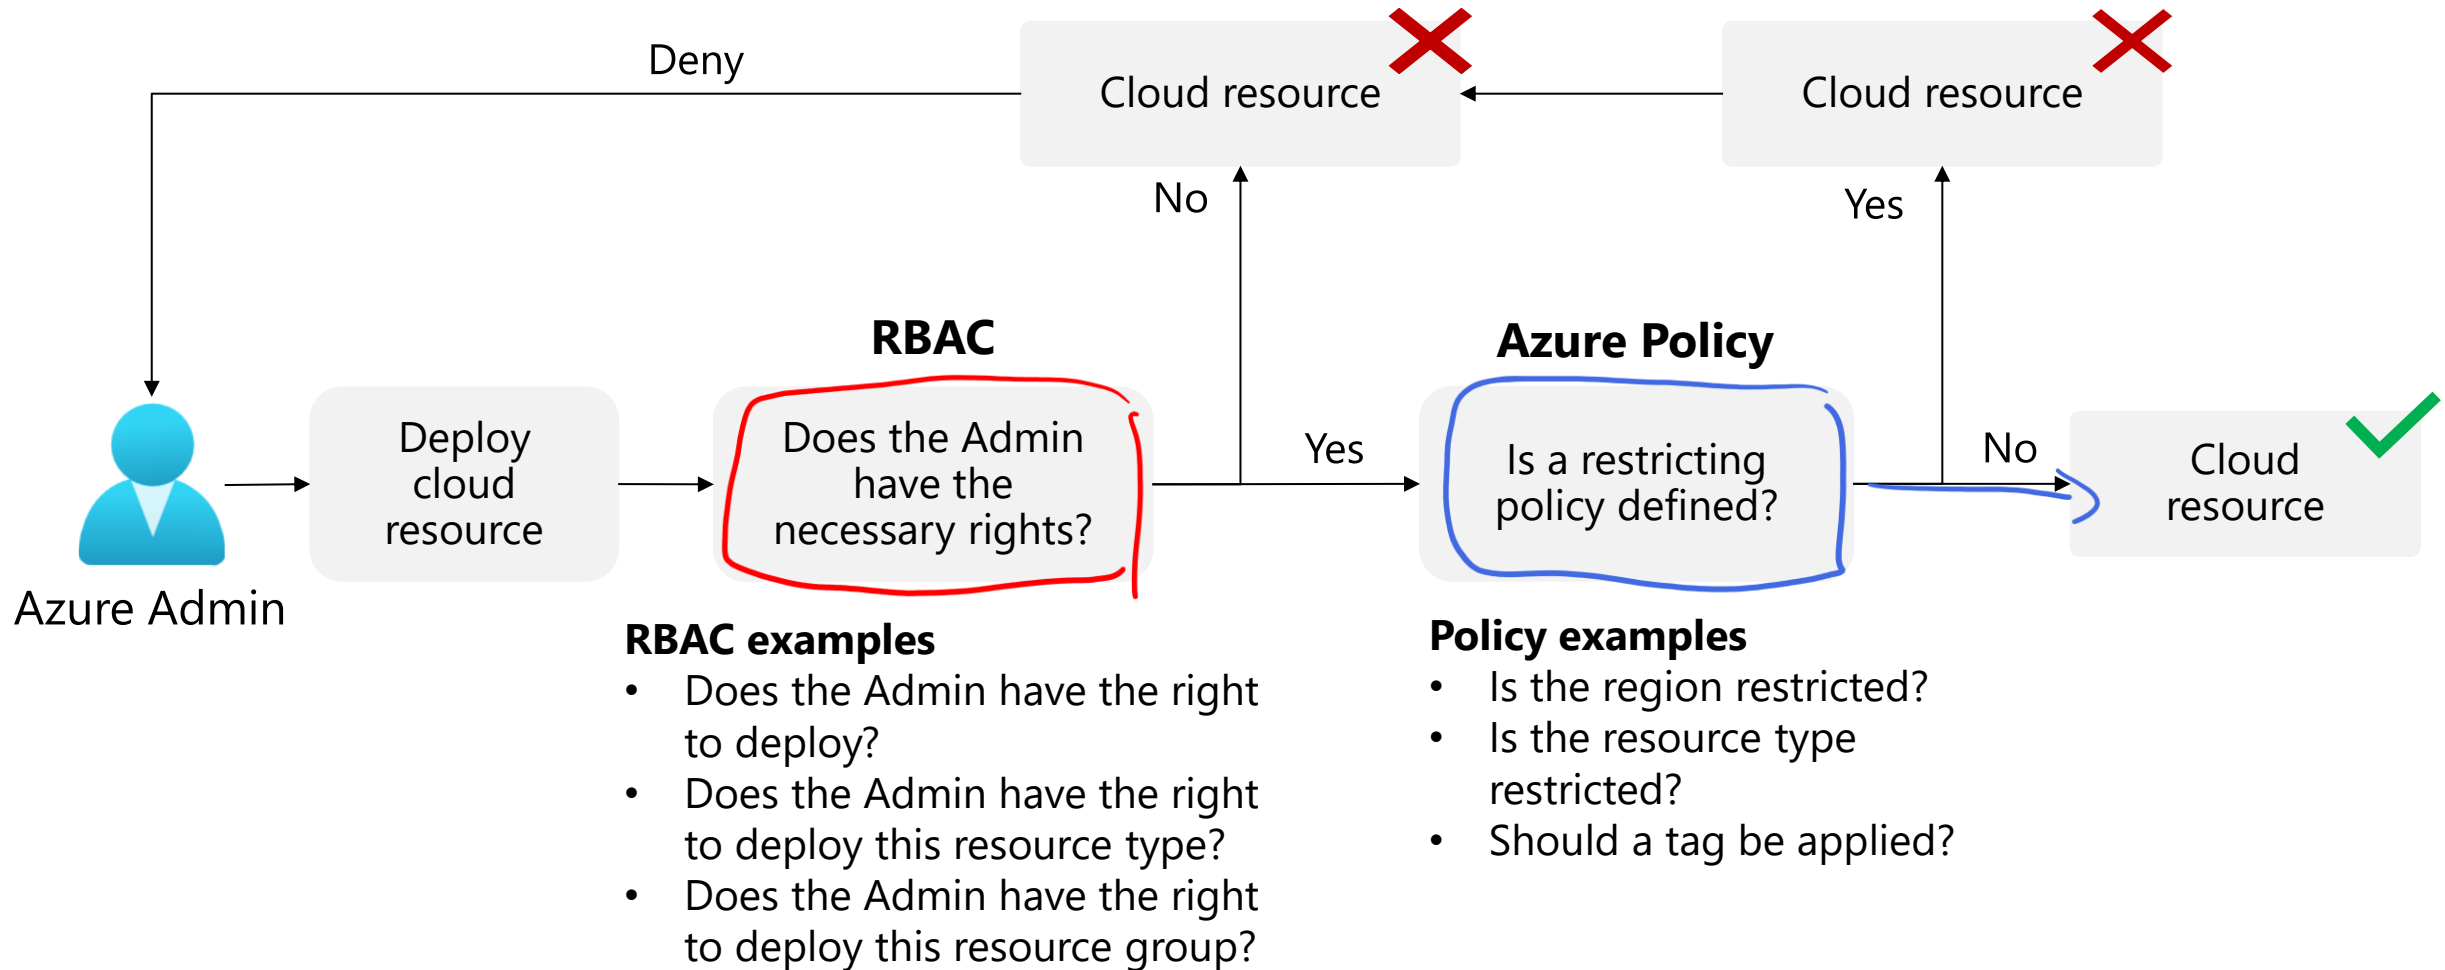 Deny
Cloud resource
Cloud resource
No
Yes
RBAC
Azure Policy
Deploy
cloud
resource
Does the Admin
have the
necessary rights?
Yes
Is a restricting
policy defined?
No
Cloud
resource
Azure Admin
RBAC examples
• Does the Admin have the right
to deploy?
• Does the Admin have the right
to deploy this resource type?
• Does the Admin have the right
to deploy this resource group?
Policy examples
• Is the region restricted?
• Is the resource type
restricted?
• Should a tag be applied?